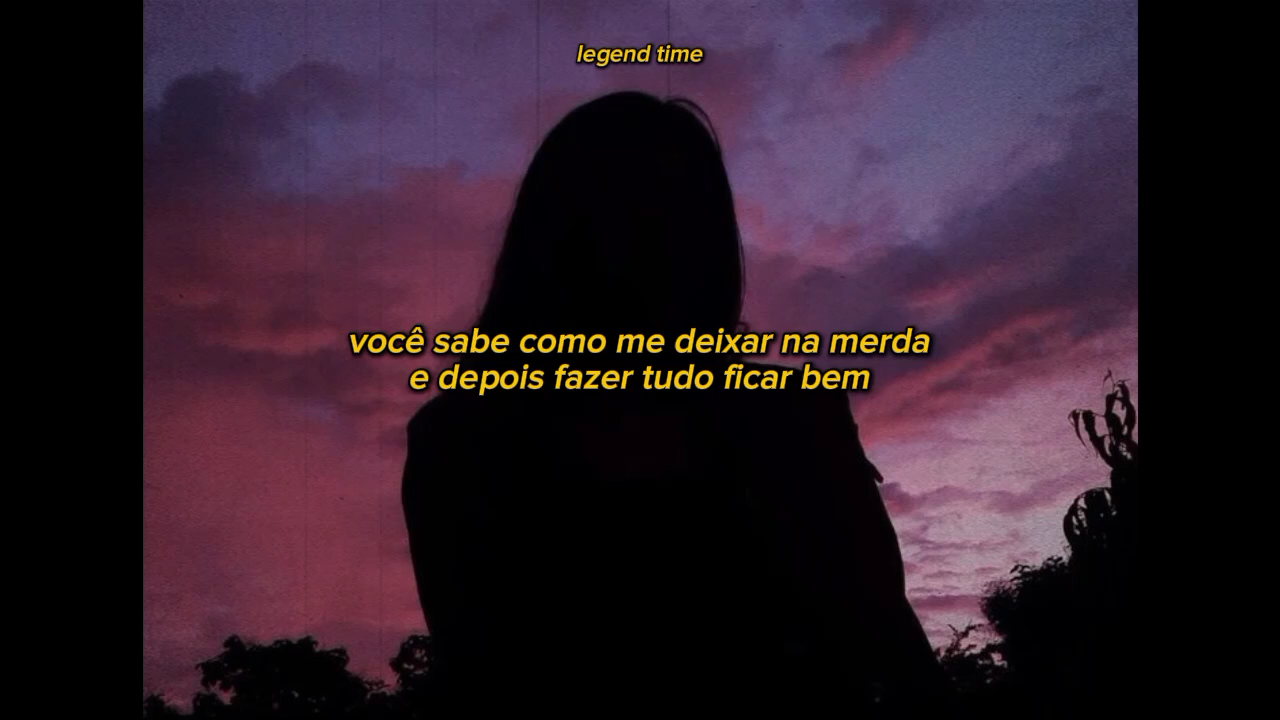 legend time
você sabe como me deixar na merda
e depois fazer tudo ficar bem